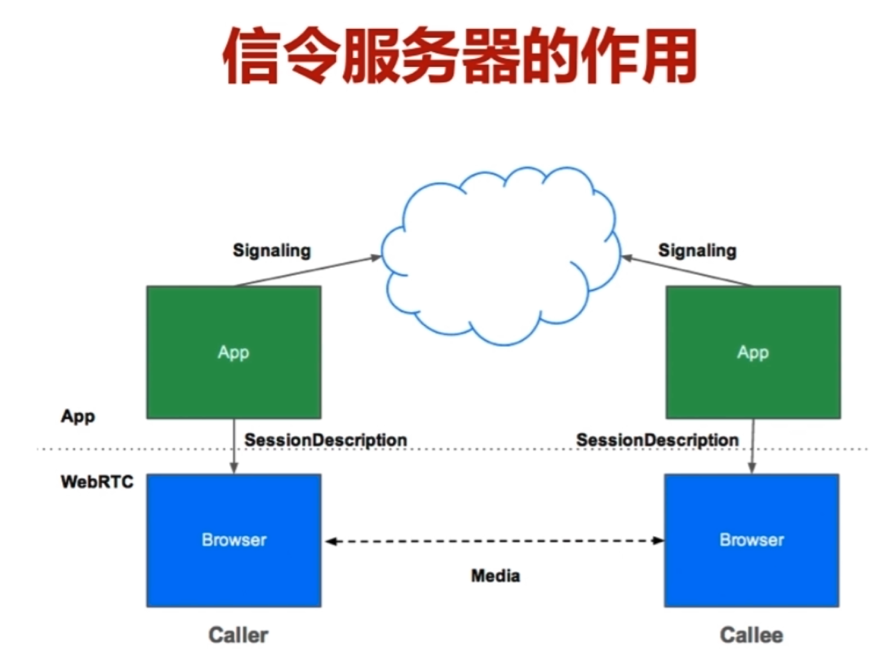 信令服务器的作用
Signaling
Signaling
App
App
App
SessionDescription
SessionDescription
WebRTC
Browser
Browser
Media
Caller
Callee